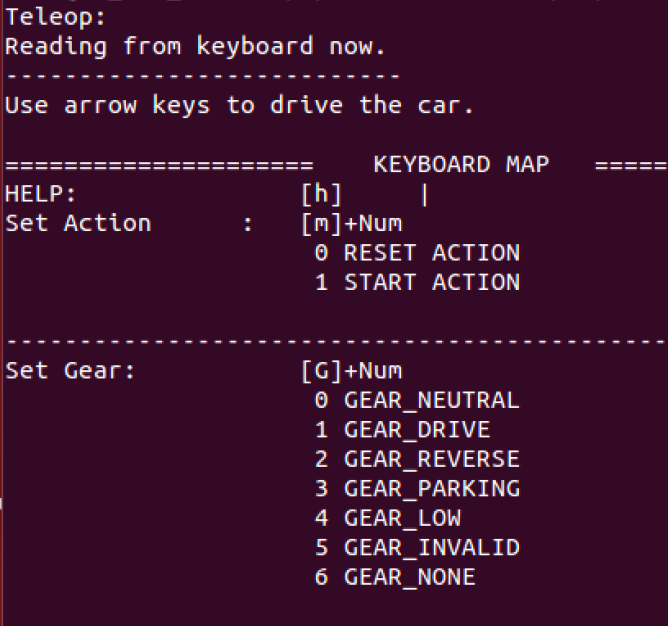 Teleop:
Reading from keyboard now.
---------------------------
Use arrow keys to drive the car.
===================== KEYBOARD MAP =====
HELP: [h] |
Set Action : [m]+Num
0 RESET ACTION
1 START ACTION
---------------------------------------------
Set Gear: [G]+Num
0 GEAR_NEUTRAL
1 GEAR_DRIVE
2 GEAR_REVERSE
3 GEAR_PARKING
4 GEAR_LOW
5 GEAR_INVALID
6 GEAR_NONE